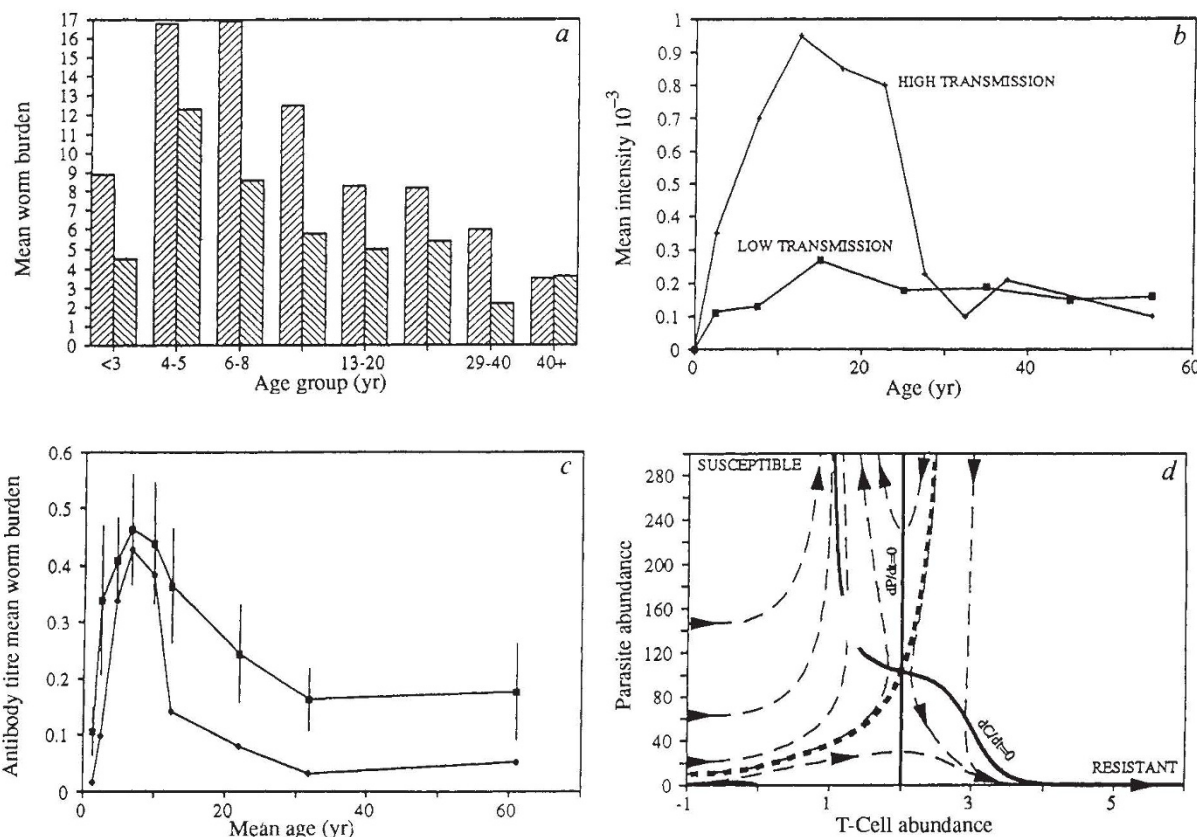 a
17
16
15
14
13
12
11
10
9
8
7
6
5
4
3
2
1
0
Mean worm burden
<3 4-5 6-8 13-20 29-40 40+
Age group (yr)
b
1
0.9
0.8
0.7
0.6
0.5
0.4
0.3
0.2
0.1
0
Mean intensity 10⁻³
HIGH TRANSMISSION
LOW TRANSMISSION
0 20 40 60
Age (yr)
c
0.6
0.5
0.4
0.3
0.2
0.1
0
Antibody titre mean worm burden
0 10 20 30 40 50 60
Mean age (yr)
d
280
240
200
160
120
80
40
0
Parasite abundance
SUSCEPTIBLE
dP/dt=0
dC/dt=0
RESISTANT
-1 1 3 5
T-Cell abundance